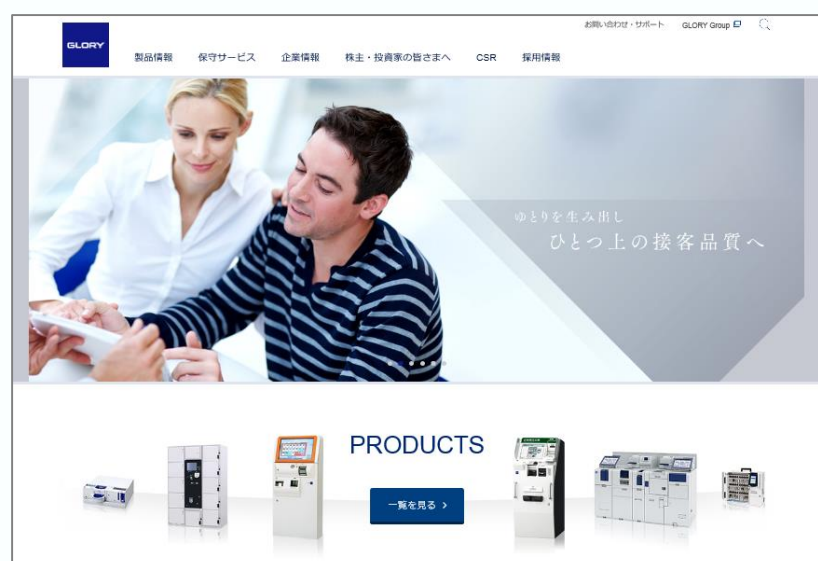 お問い合わせ・サポート GLORY Group
GLORY
製品情報 保守サービス 企業情報 株主・投資家の皆さまへ CSR 採用情報
ゆとりを生み出し
ひとつ上の接客品質へ
PRODUCTS
一覧を見る